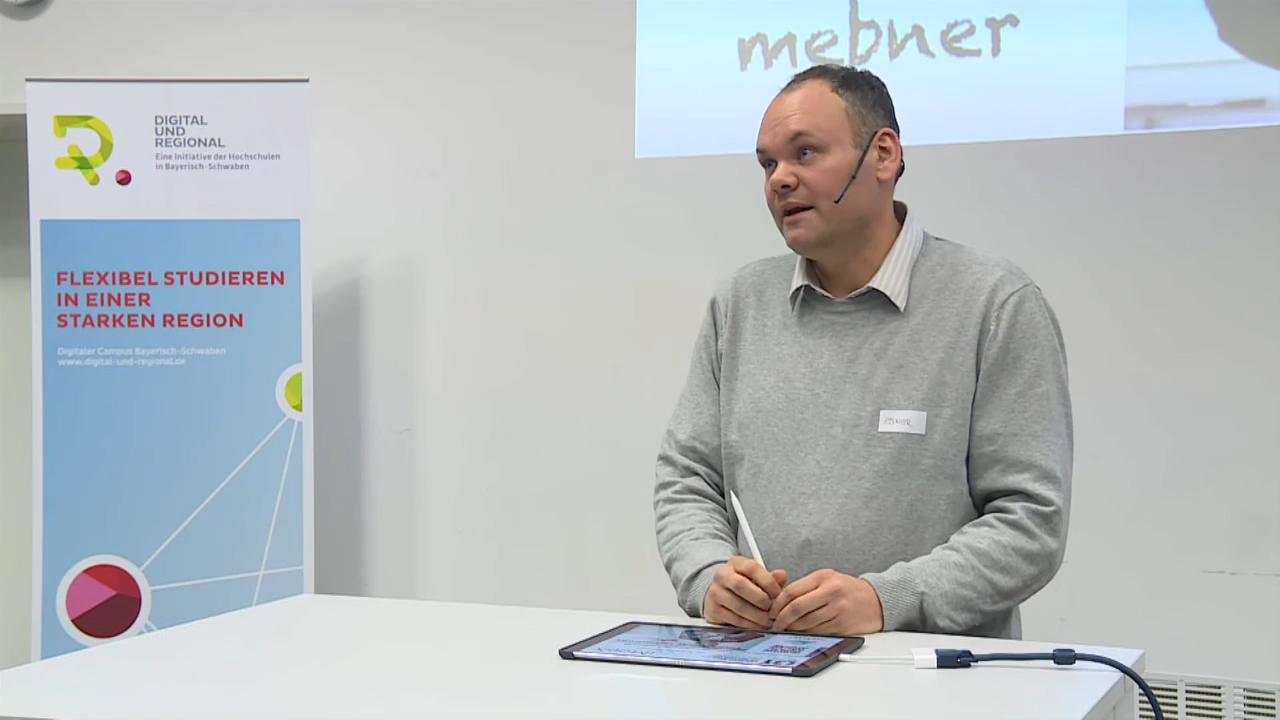 mebner
DIGITAL
UND
REGIONAL
Eine Initiative der Hochschulen
in Bayerisch-Schwaben
FLEXIBEL STUDIEREN
IN EINER
STARKEN REGION
Digitaler Campus Bayerisch-Schwaben
www.digital-und-regional.de